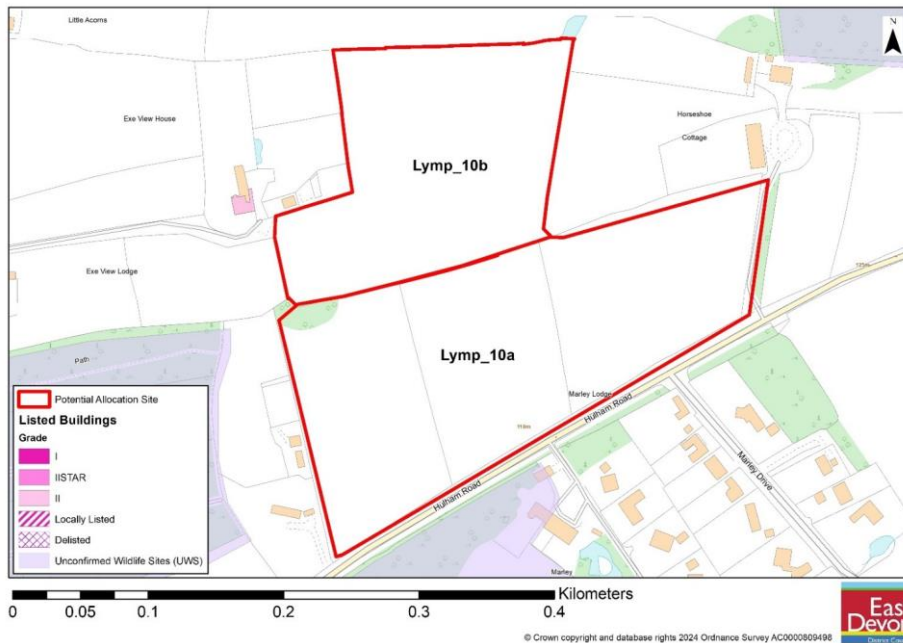 Little Acorns
N
Exe View House
Horseshoe
Cottage
Lymp_10b
Exe View Lodge
Path
Lymp_10a
Marley Lodge
Hulham Road
Hulham Road
Marley Drive
Marley
Potential Allocation Site
Listed Buildings
Grade
I
IISTAR
II
Locally Listed
Delisted
Unconfirmed Wildlife Sites (UWS)
0 0.05 0.1 0.2 0.3 0.4
Kilometers
© Crown copyright and database rights 2024 Ordnance Survey AC0000809498
East
Devon